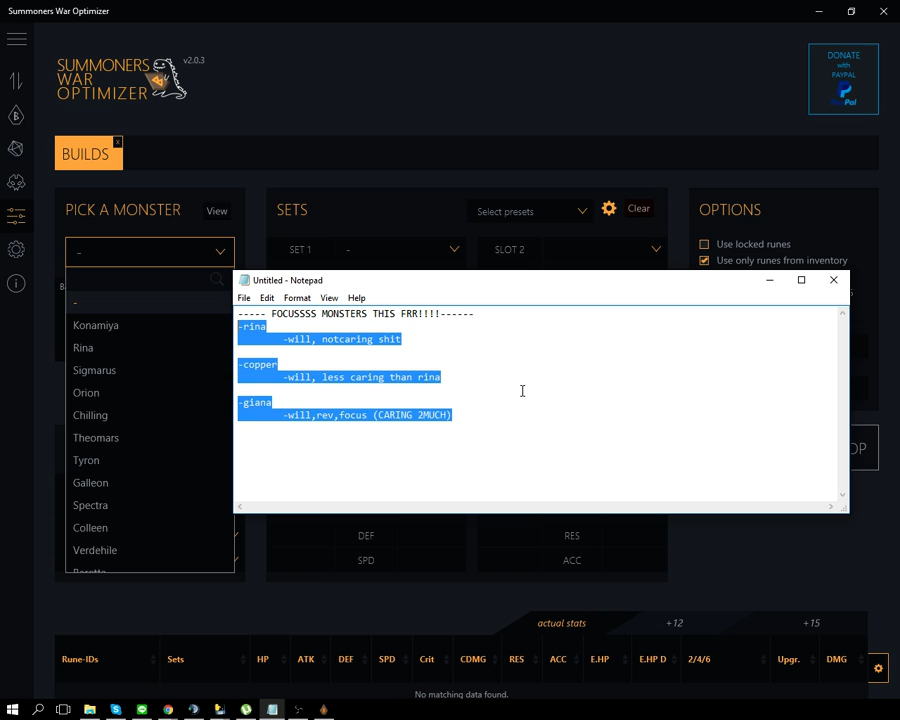 Summoners War Optimizer
SUMMONERS
WAR
OPTIMIZER
v2.0.3
DONATE
with
PAYPAL
PayPal
BUILDS
x
PICK A MONSTER
View
SETS
Select presets
Clear
OPTIONS
-
SET 1
-
SLOT 2
Use locked runes
Use only runes from inventory
-
Konamiya
Rina
Sigmarus
Orion
Chilling
Theomars
Tyron
Galleon
Spectra
Colleen
Verdehile
Untitled - Notepad
File Edit Format View Help
----- FOCUSSSS MONSTERS THIS FRR!!!!------
-rina
-will, notcaring shit
-copper
-will, less caring than rina
-giana
-will,rev,focus (CARING 2MUCH)
DEF
RES
SPD
ACC
actual stats
+12
+15
Rune-IDs Sets HP ATK DEF SPD Crit CDMG RES ACC E.HP E.HP D 2/4/6 Upgr. DMG
No matching data found.